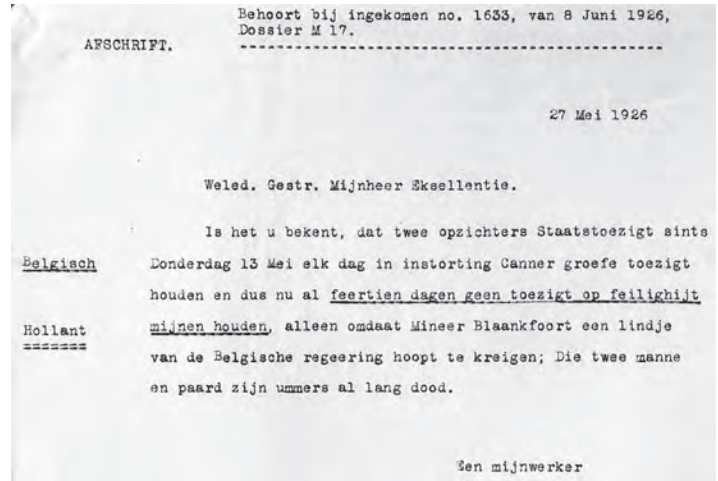 Behoort bij ingekomen no. 1633, van 8 Juni 1926,
Dossier M 17.
AFSCHRIFT.
27 Mei 1926
Weled. Gestr. Mijnheer Eksellentie.
Is het u bekent, dat twee opzichters Staatstoezigt sints
Belgisch Donderdag 13 Mei elk dag in instorting Canner groefe toezigt
houden en dus nu al feertien dagen geen toezigt op feilighijt
Hollant mijnen houden, alleen omdaat Mineer Blaankfoort een lindje
van de Belgische regeering hoopt te kreigen; Die twee manne
en paard zijn ummers al lang dood.
Een mijnwerker